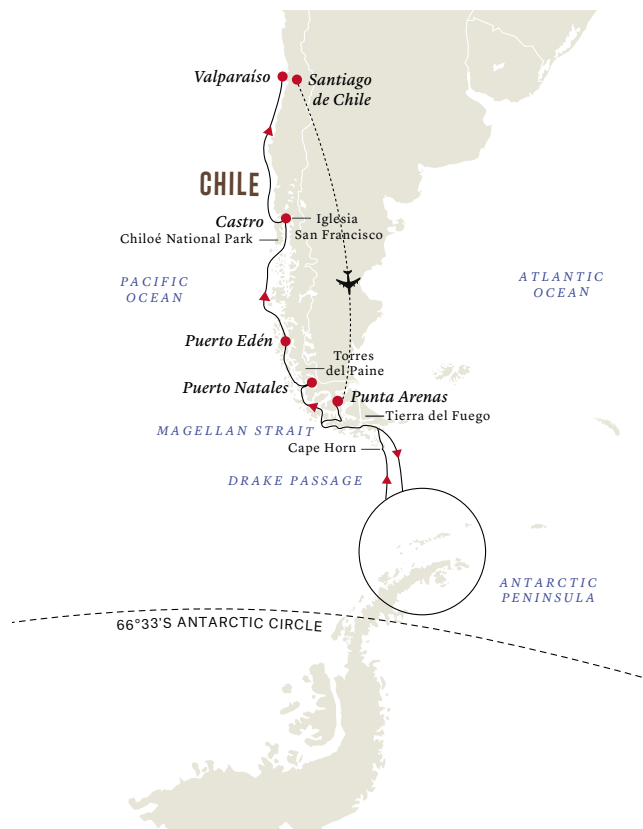 Valparaíso
Santiago
de Chile
CHILE
Castro
Iglesia
San Francisco
Chiloé National Park
PACIFIC
OCEAN
ATLANTIC
OCEAN
Puerto Edén
Torres
del Paine
Puerto Natales
Punta Arenas
Tierra del Fuego
MAGELLAN STRAIT
Cape Horn
DRAKE PASSAGE
ANTARCTIC
PENINSULA
66°33'S ANTARCTIC CIRCLE